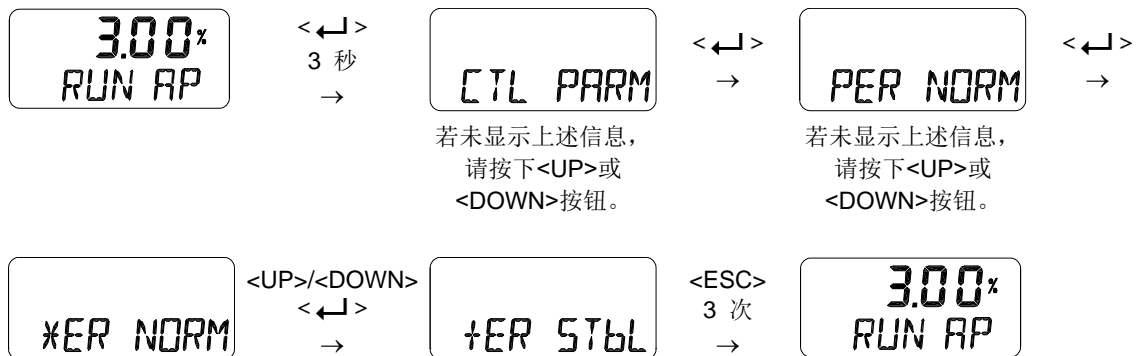 3.00%
RUN AP
< ↵ >
3 秒
→
CTL PARM
若未显示上述信息，
请按下<UP>或
<DOWN>按钮。
< ↵ >
→
PER NORM
若未显示上述信息，
请按下<UP>或
<DOWN>按钮。
< ↵ >
→
*ER NORM
<UP>/<DOWN>
< ↵ >
→
+ER STbL
<ESC>
3 次
→
3.00%
RUN AP